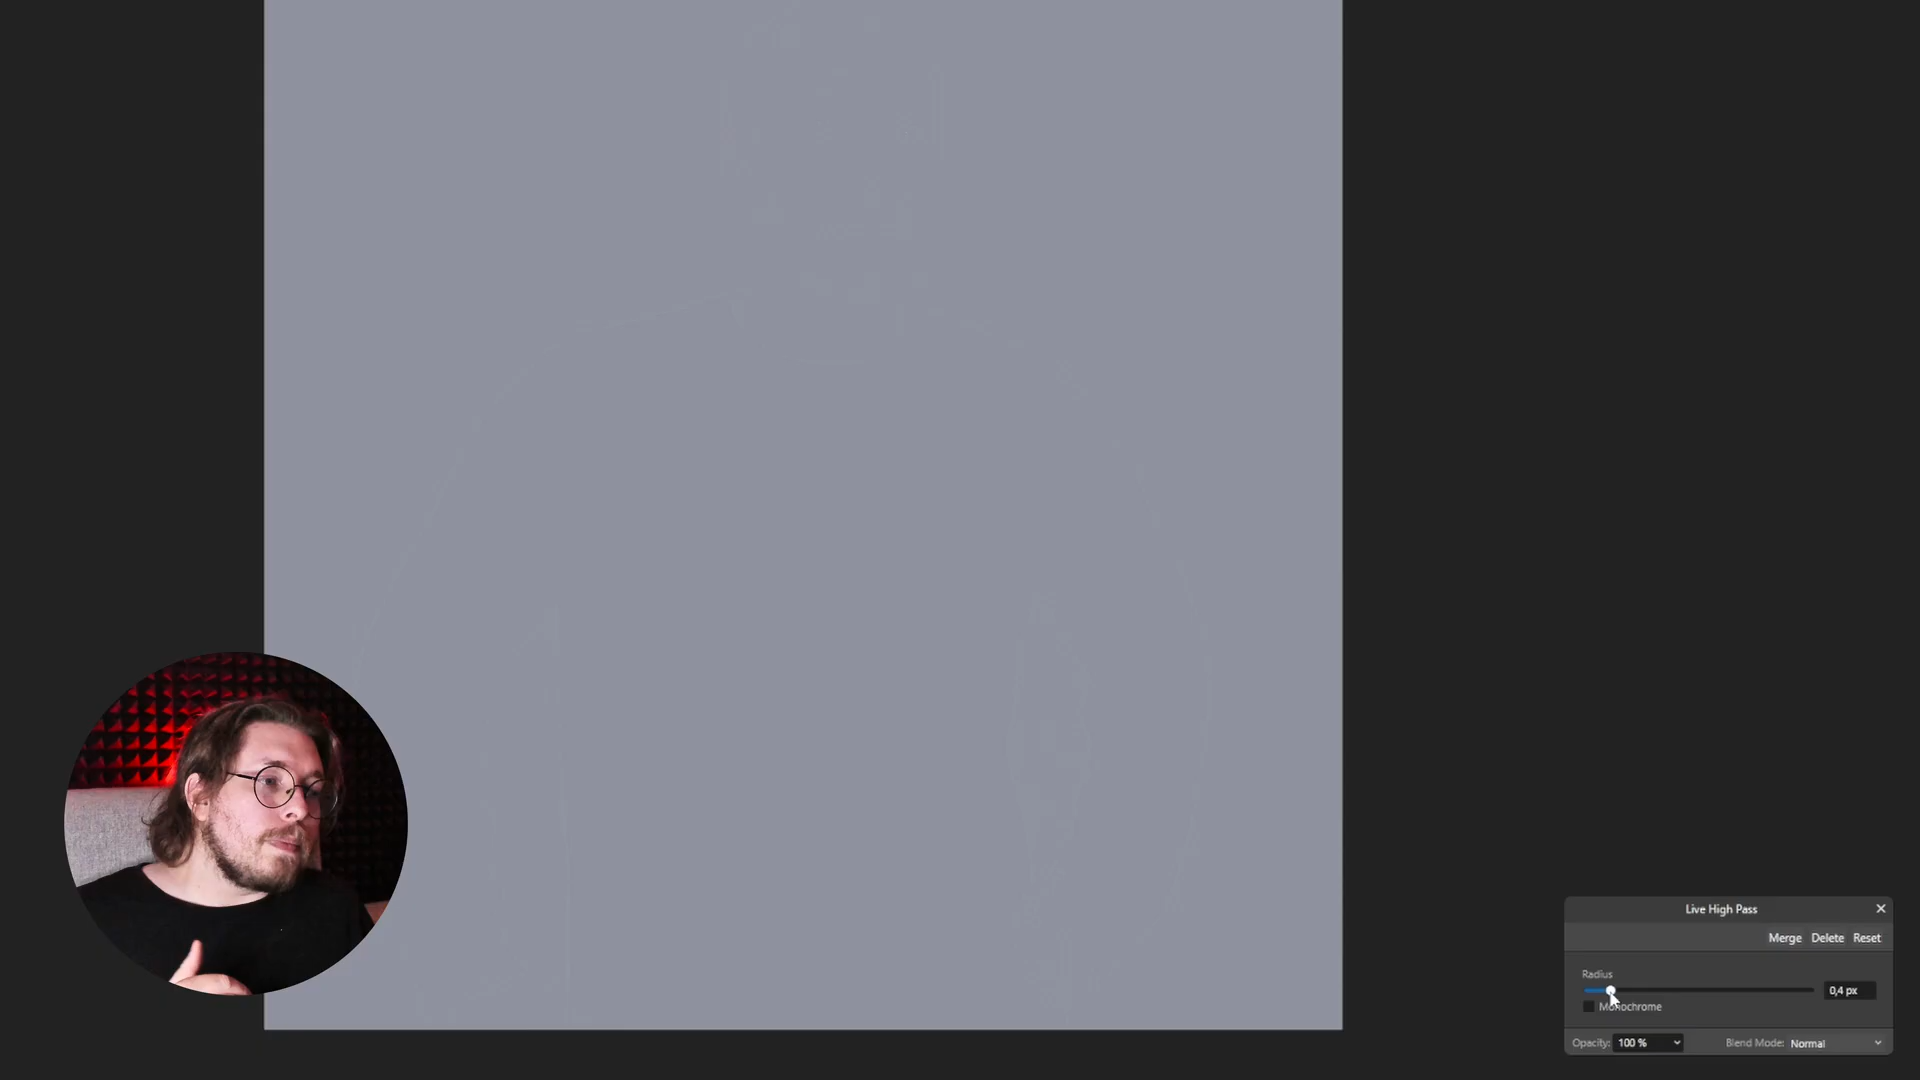 Live High Pass
Merge Delete Reset
Radius
0,4 px
Monochrome
Opacity: 100 % Blend Mode: Normal